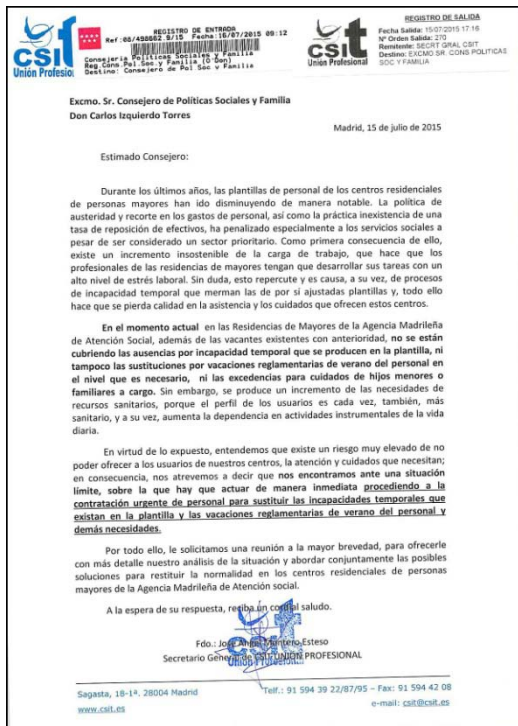 csit
Unión Profesional
REGISTRO DE ENTRADA
Ref:08/498662.9/15 Fecha:16/07/2015 09:12
Consejería Políticas Sociales y Familia
Reg.Cons.Pol.Soc.y Familia (O'Don)
Destino: Consejero de Pol.Soc y Familia
csit
Unión Profesional
REGISTRO DE SALIDA
Fecha Salida: 15/07/2015 17:16
Nº Orden Salida: 270
Remitente: SECRT GRAL CSIT
Destino: EXCMO SR. CONS POLITICAS
SOC Y FAMILIA
Excmo. Sr. Consejero de Políticas Sociales y Familia
Don Carlos Izquierdo Torres
Madrid, 15 de julio de 2015
Estimado Consejero:
Durante los últimos años, las plantillas de personal de los centros residenciales
de personas mayores han ido disminuyendo de manera notable. La política de
austeridad y recorte en los gastos de personal, así como la práctica inexistencia de una
tasa de reposición de efectivos, ha penalizado especialmente a los servicios sociales a
pesar de ser considerado un sector prioritario. Como primera consecuencia de ello,
existe un incremento insostenible de la carga de trabajo, que hace que los
profesionales de las residencias de mayores tengan que desarrollar sus tareas con un
alto nivel de estrés laboral. Sin duda, esto repercute y es causa, a su vez, de procesos
de incapacidad temporal que merman las de por sí ajustadas plantillas y, todo ello
hace que se pierda calidad en la asistencia y los cuidados que ofrecen estos centros.
En el momento actual en las Residencias de Mayores de la Agencia Madrileña
de Atención Social, además de las vacantes existentes con anterioridad, no se están
cubriendo las ausencias por incapacidad temporal que se producen en la plantilla, ni
tampoco las sustituciones por vacaciones reglamentarias de verano del personal en
el nivel que es necesario, ni las excedencias para cuidados de hijos menores o
familiares a cargo. Sin embargo, se produce un incremento de las necesidades de
recursos sanitarios, porque el perfil de los usuarios es cada vez, también, más
sanitario, y a su vez, aumenta la dependencia en actividades instrumentales de la vida
diaria.
En virtud de lo expuesto, entendemos que existe un riesgo muy elevado de no
poder ofrecer a los usuarios de nuestros centros, la atención y cuidados que necesitan;
en consecuencia, nos atrevemos a decir que nos encontramos ante una situación
límite, sobre la que hay que actuar de manera inmediata procediendo a la
contratación urgente de personal para sustituir las incapacidades temporales que
existan en la plantilla y las vacaciones reglamentarias de verano del personal y
demás necesidades.
Por todo ello, le solicitamos una reunión a la mayor brevedad, para ofrecerle
con más detalle nuestro análisis de la situación y abordar conjuntamente las posibles
soluciones para restituir la normalidad en los centros residenciales de personas
mayores de la Agencia Madrileña de Atención social.
A la espera de su respuesta, reciba un cordial saludo.
Fdo.: José Ángel Montero Esteso
Secretario General de CSIT UNIÓN PROFESIONAL
Sagasta, 18-1ª. 28004 Madrid
Telf.: 91 594 39 22/87/95 – Fax: 91 594 42 08
www.csit.es
e-mail: csit@csit.es